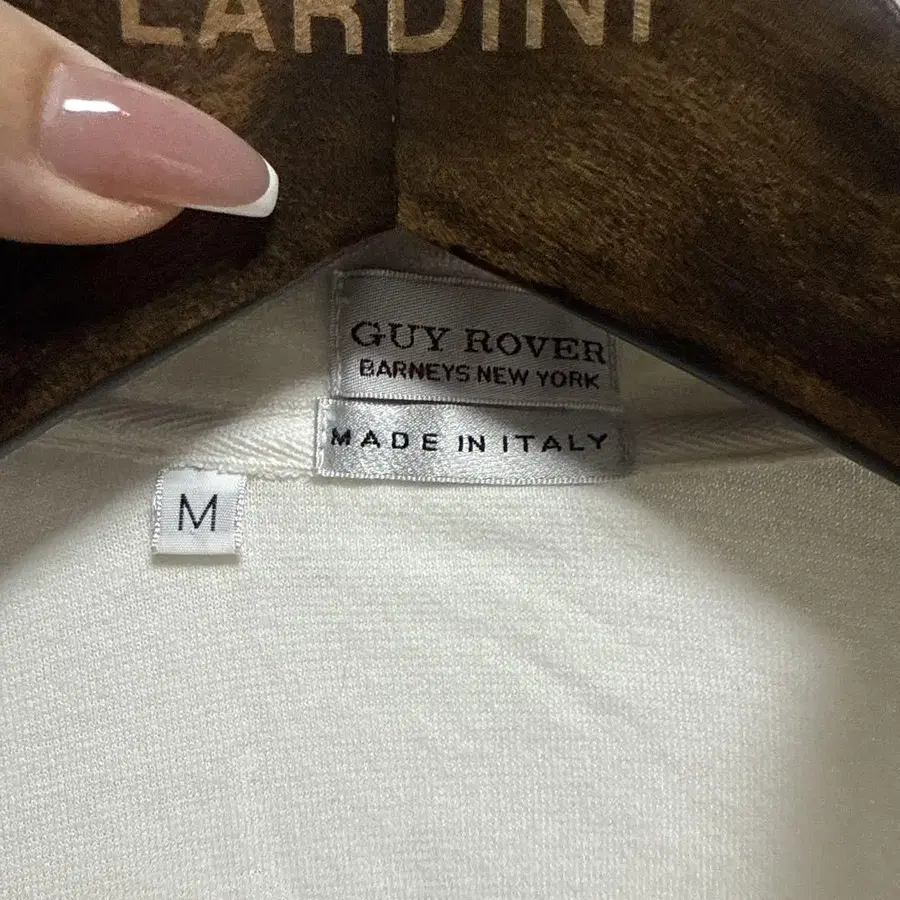 LARDINI
GUY ROVER
BARNEYS NEW YORK
MADE IN ITALY
M